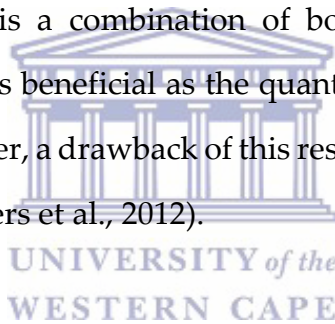 is a combination of bo
s beneficial as the quant
er, a drawback of this res
ers et al., 2012).
UNIVERSITY of the
WESTERN CAPE